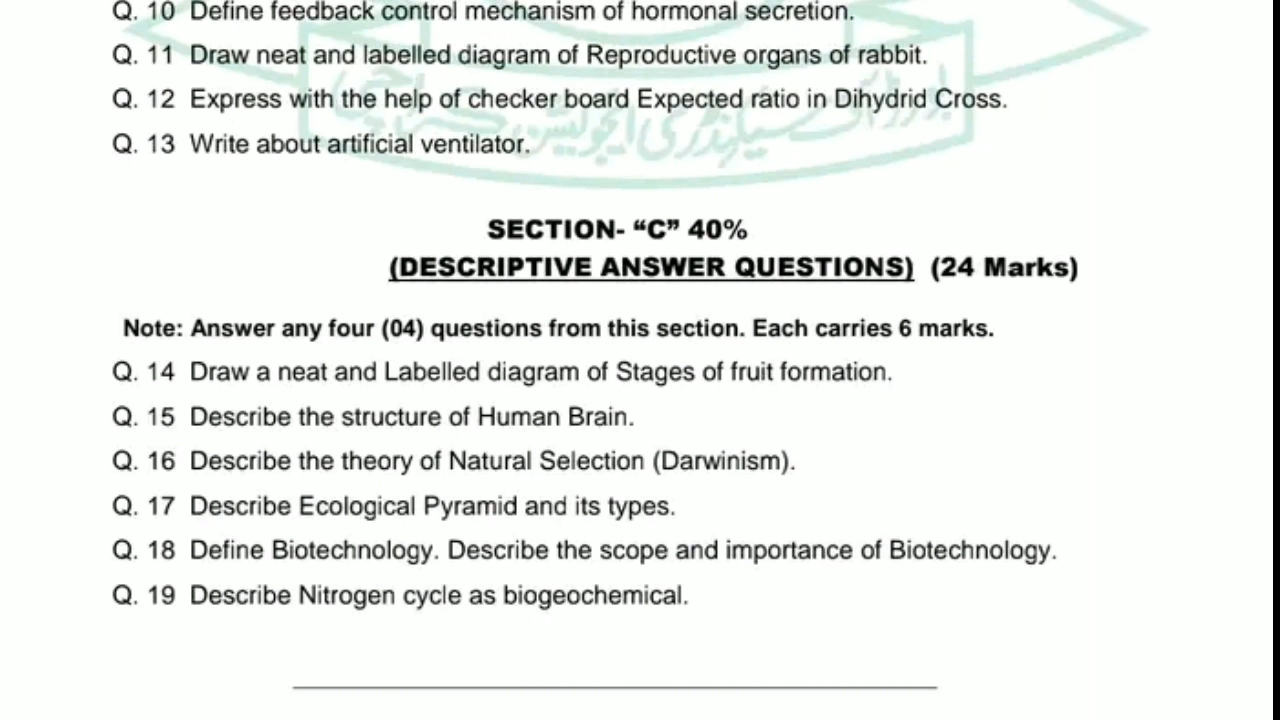 Q. 10 Define feedback control mechanism of hormonal secretion.
Q. 11 Draw neat and labelled diagram of Reproductive organs of rabbit.
Q. 12 Express with the help of checker board Expected ratio in Dihydrid Cross.
Q. 13 Write about artificial ventilator.
بورڈ آف سیکنڈری ایجوکیشن کراچی
SECTION- “C” 40%
(DESCRIPTIVE ANSWER QUESTIONS) (24 Marks)
Note: Answer any four (04) questions from this section. Each carries 6 marks.
Q. 14 Draw a neat and Labelled diagram of Stages of fruit formation.
Q. 15 Describe the structure of Human Brain.
Q. 16 Describe the theory of Natural Selection (Darwinism).
Q. 17 Describe Ecological Pyramid and its types.
Q. 18 Define Biotechnology. Describe the scope and importance of Biotechnology.
Q. 19 Describe Nitrogen cycle as biogeochemical.